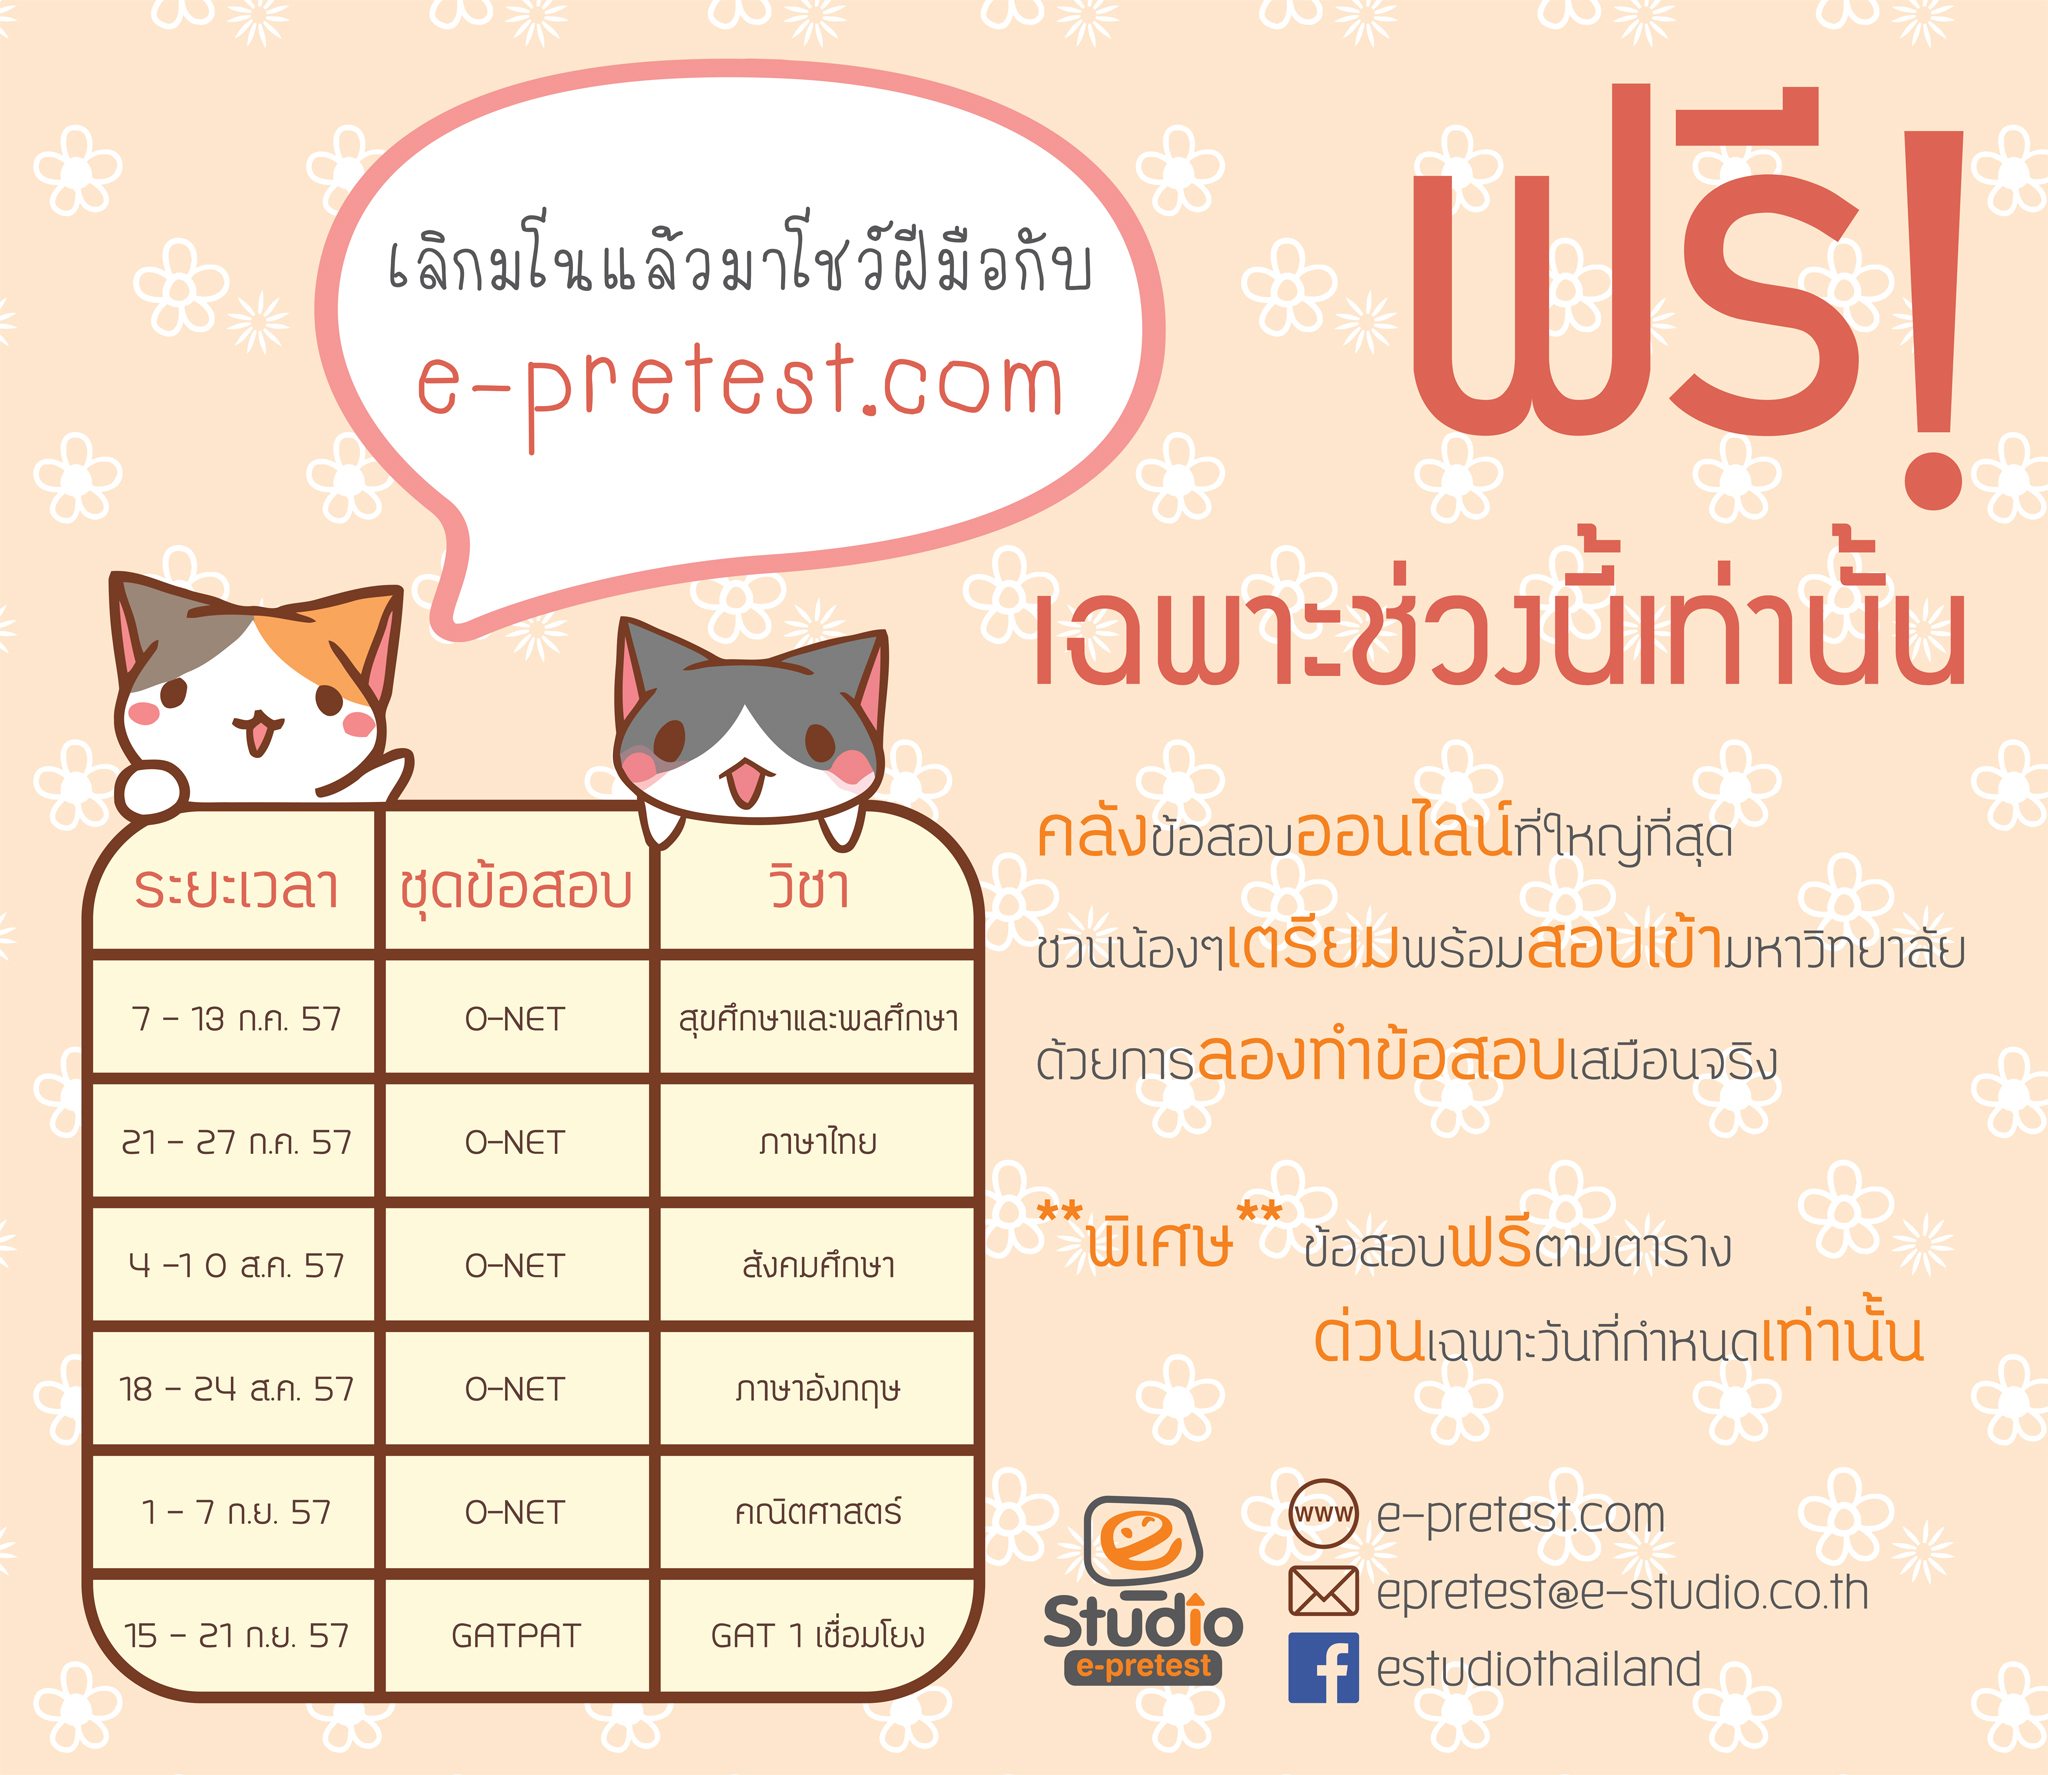 เลิกมโนแล้วมาโชว์ฝีมือกับ
e-pretest.com
ฟรี!
เฉพาะช่วงนี้เท่านั้น
คลังข้อสอบออนไลน์ที่ใหญ่ที่สุด
ชวนน้องๆเตรียมพร้อมสอบเข้ามหาวิทยาลัย
ด้วยการลองทำข้อสอบเสมือนจริง
**พิเศษ** ข้อสอบฟรีตามตาราง
ด่วนเฉพาะวันที่กำหนดเท่านั้น
ระยะเวลา ชุดข้อสอบ วิชา
7 - 13 ก.ค. 57 O-NET สุขศึกษาและพลศึกษา
21 - 27 ก.ค. 57 O-NET ภาษาไทย
4 -1 0 ส.ค. 57 O-NET สังคมศึกษา
18 - 24 ส.ค. 57 O-NET ภาษาอังกฤษ
1 - 7 ก.ย. 57 O-NET คณิตศาสตร์
15 - 21 ก.ย. 57 GATPAT GAT 1 เชื่อมโยง
e
Studio
e-pretest
www e-pretest.com
epretest@e-studio.co.th
f estudiothailand